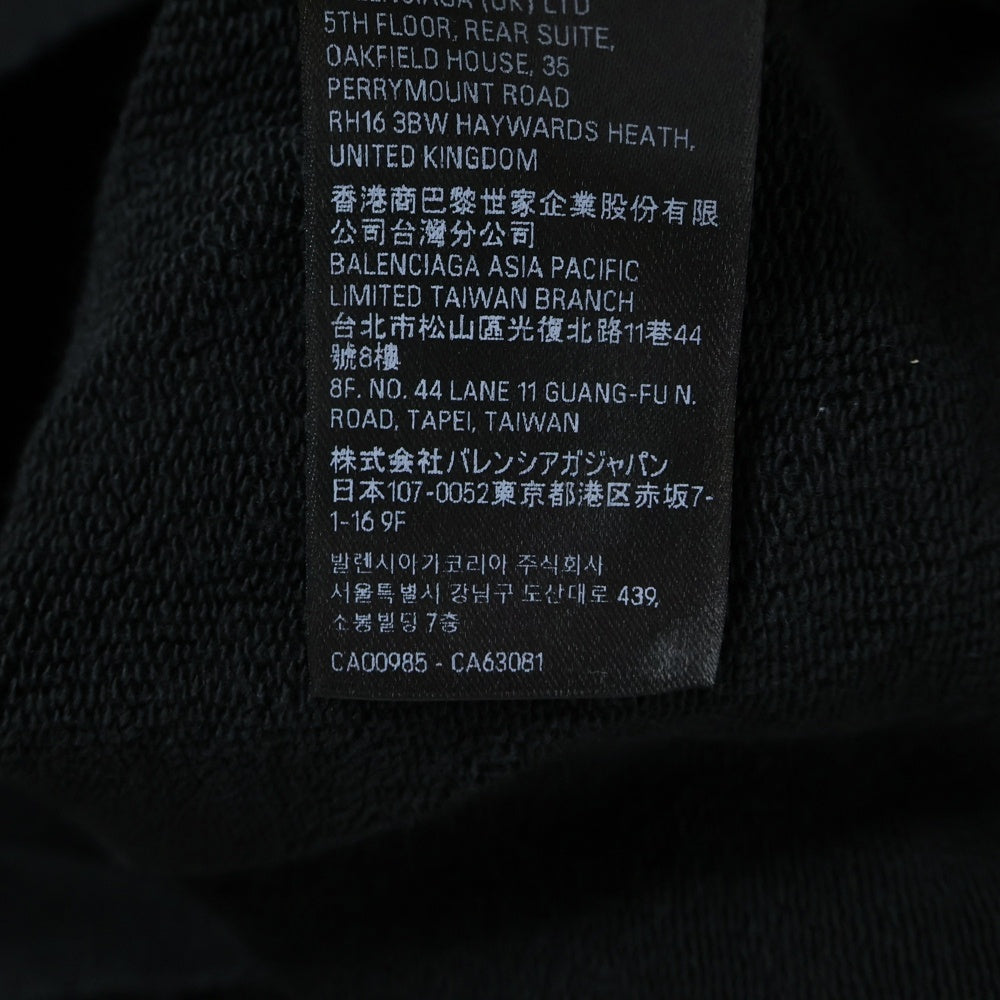 (UK) LTD
5TH FLOOR, REAR SUITE,
OAKFIELD HOUSE, 35
PERRYMOUNT ROAD
RH16 3BW HAYWARDS HEATH,
UNITED KINGDOM
香港商巴黎世家企業股份有限
公司台灣分公司
BALENCIAGA ASIA PACIFIC
LIMITED TAIWAN BRANCH
台北市松山區光復北路11巷44
號8樓
8F. NO. 44 LANE 11 GUANG-FU N.
ROAD, TAPEI, TAIWAN
株式会社バレンシアガジャパン
日本107-0052東京都港区赤坂7-
1-16 9F
발렌시아가코리아 주식회사
서울특별시 강남구 도산대로 439,
소봉빌딩 7층
CA00985 - CA63081